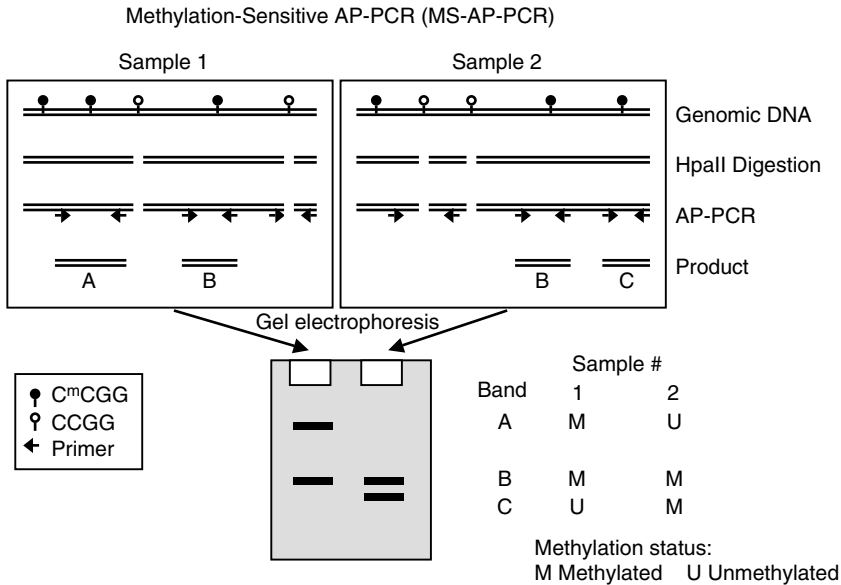 Methylation-Sensitive AP-PCR (MS-AP-PCR)
Sample 1
Sample 2
Genomic DNA
HpaII Digestion
AP-PCR
Product
A
B
B
C
Gel electrophoresis
CmCGG
CCGG
Primer
Sample #
Band 1 2
A M U
B M M
C U M
Methylation status:
M Methylated U Unmethylated